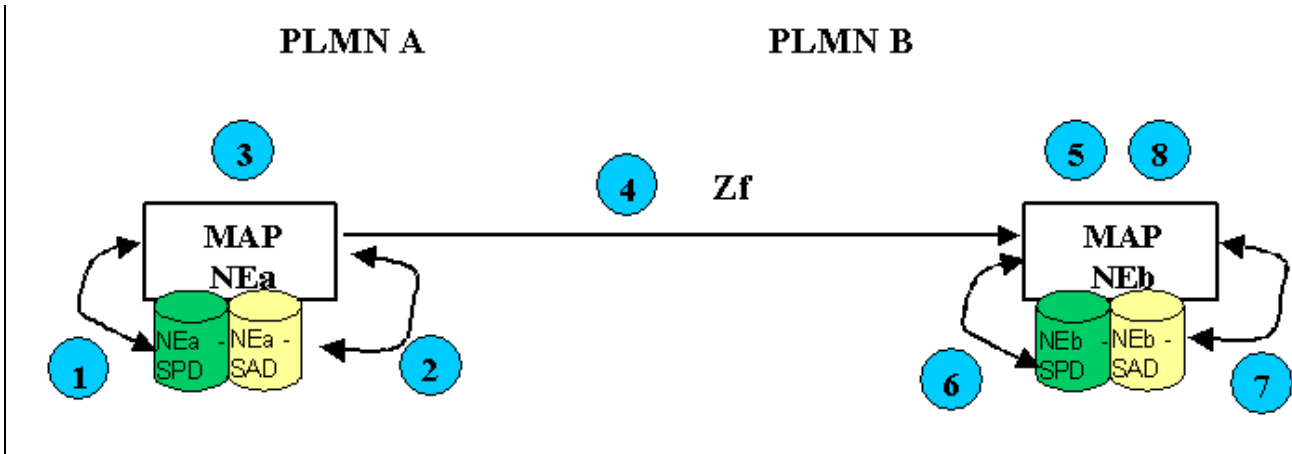 PLMN A
PLMN B
3
5
8
4
Zf
MAP
NEa
MAP
NEb
NEa -
SPD
NEa -
SAD
NEb -
SPD
NEb -
SAD
1
2
6
7